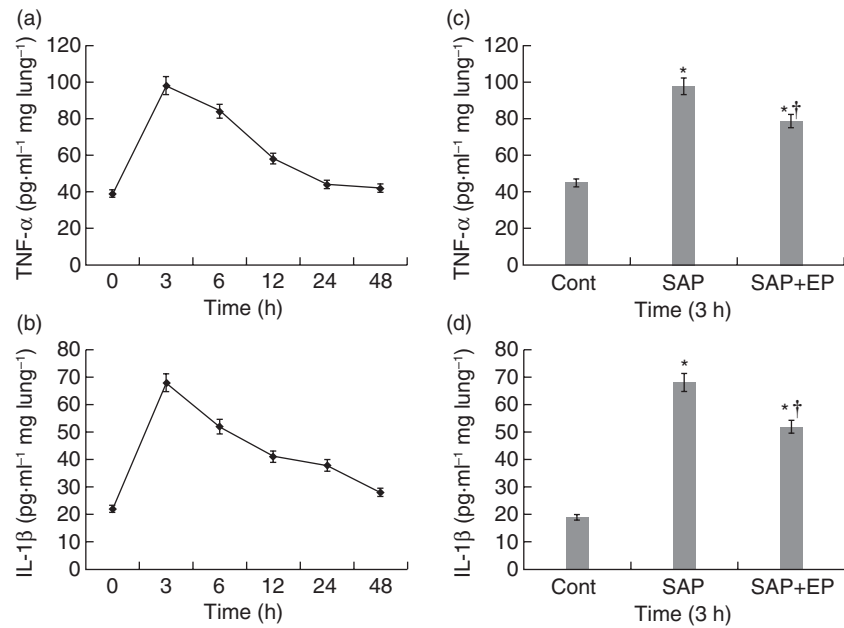 (a)
TNF-α (pg·ml⁻¹ mg lung⁻¹)
120
100
80
60
40
20
0
0 3 6 12 24 48
Time (h)
(c)
TNF-α (pg·ml⁻¹ mg lung⁻¹)
120
100
80
60
40
20
0
*
* †
Cont SAP SAP+EP
Time (3 h)
(b)
IL-1β (pg·ml⁻¹ mg lung⁻¹)
80
70
60
50
40
30
20
10
0
0 3 6 12 24 48
Time (h)
(d)
IL-1β (pg·ml⁻¹ mg lung⁻¹)
80
70
60
50
40
30
20
10
0
*
* †
Cont SAP SAP+EP
Time (3 h)